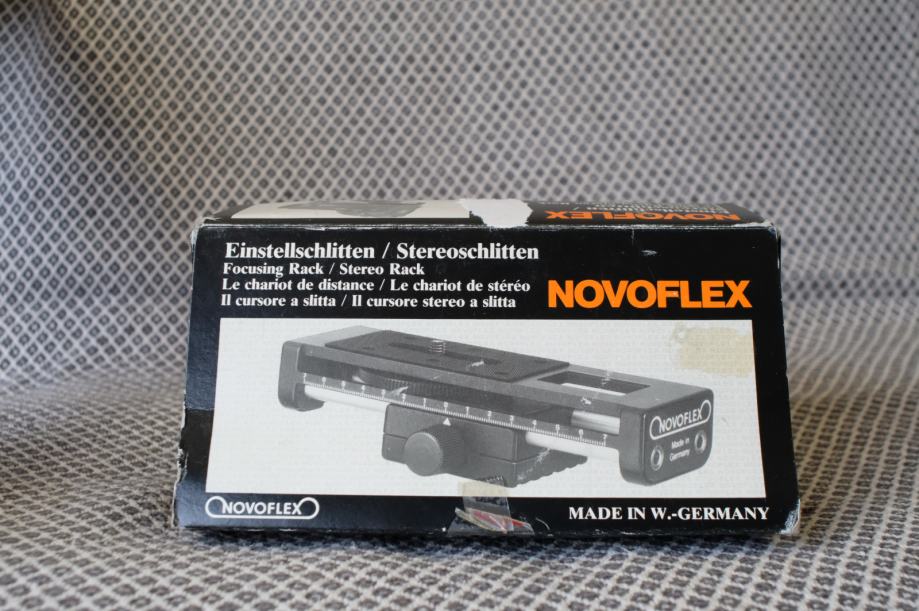 NOVOFLEX
Einstellschlitten / Stereoschlitten
Focusing Rack / Stereo Rack
Le chariot de distance / Le chariot de stéréo
Il cursore a slitta / Il cursore stereo a slitta
NOVOFLEX
NOVOFLEX
Made in
Germany
NOVOFLEX
MADE IN W.-GERMANY